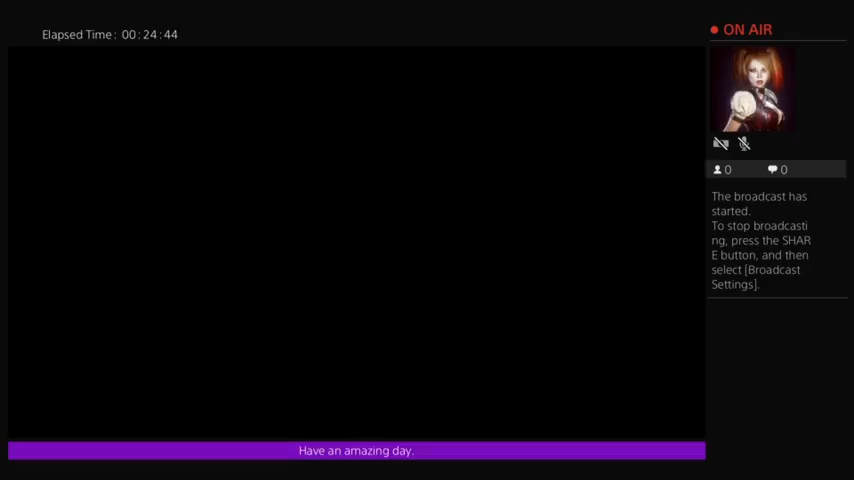 Elapsed Time: 00:24:44
ON AIR
0 0
The broadcast has
started.
To stop broadcasti
ng, press the SHAR
E button, and then
select [Broadcast
Settings].
Have an amazing day.